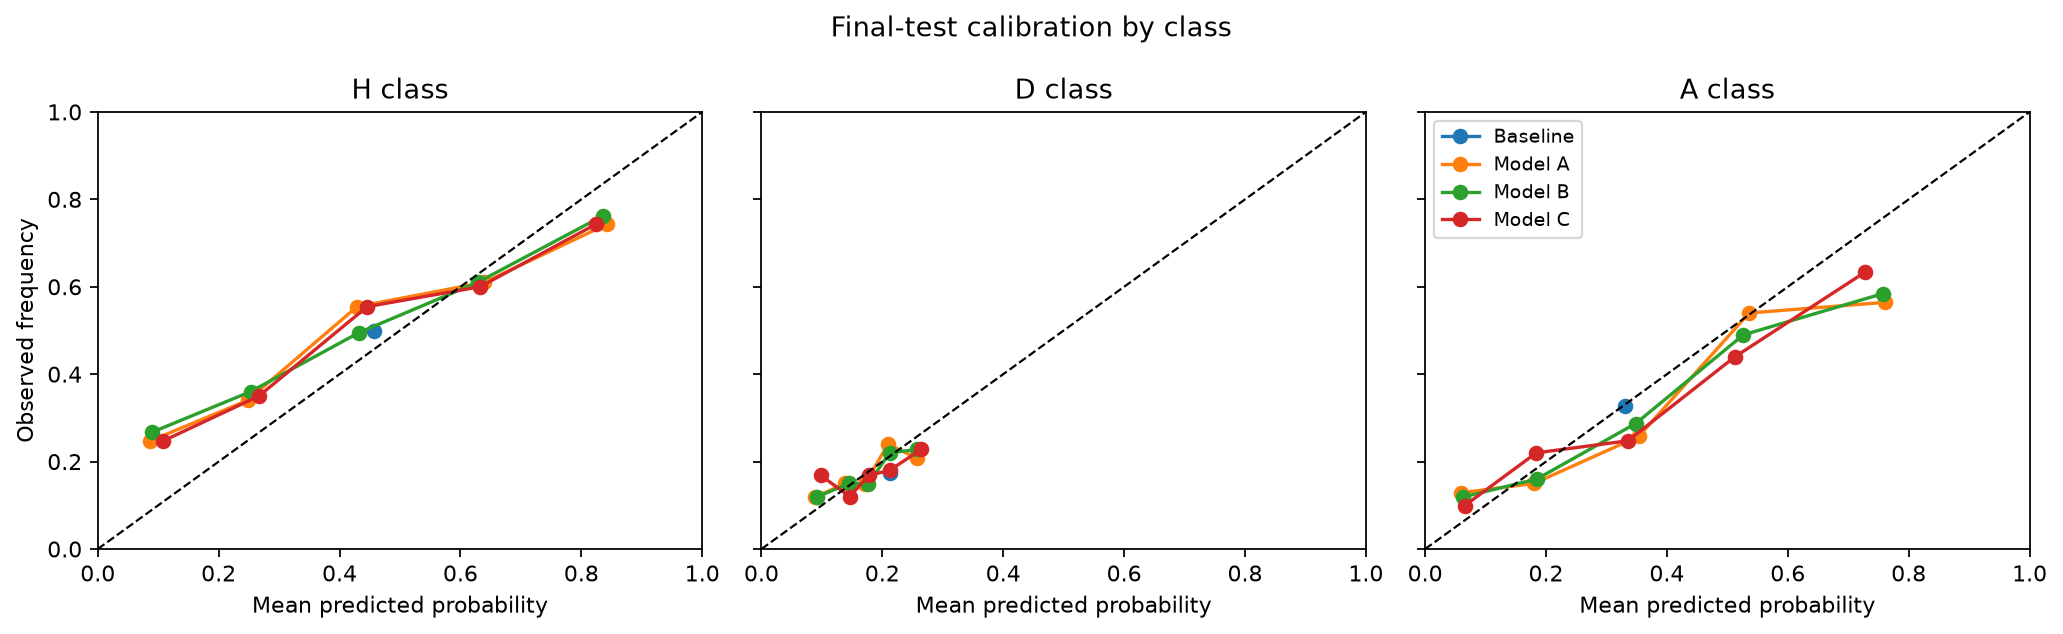 Final-test calibration by class
H class
D class
A class
Observed frequency
1.0
0.8
0.6
0.4
0.2
0.0
0.0 0.2 0.4 0.6 0.8 1.0
0.0 0.2 0.4 0.6 0.8 1.0
0.0 0.2 0.4 0.6 0.8 1.0
Mean predicted probability
Mean predicted probability
Mean predicted probability
Baseline
Model A
Model B
Model C